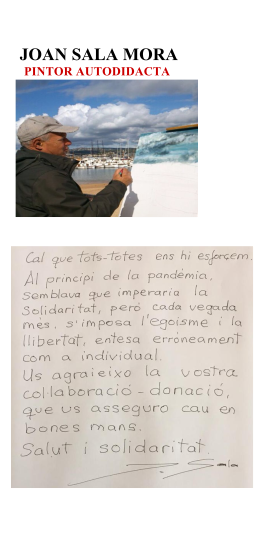 JOAN SALA MORA
PINTOR AUTODIDACTA
Cal que tots-totes ens hi esforçem.
Al principi de la pandèmia,
semblava que imperaria la
Solidaritat, però cada vegada
més, s'imposa l'egoisme i la
llibertat, entesa erròneament
com a individual.
Us agraeixo la vostra
col·laboració - donació,
que us asseguro cau en
bones mans.
Salut i solidaritat.
J. Sala